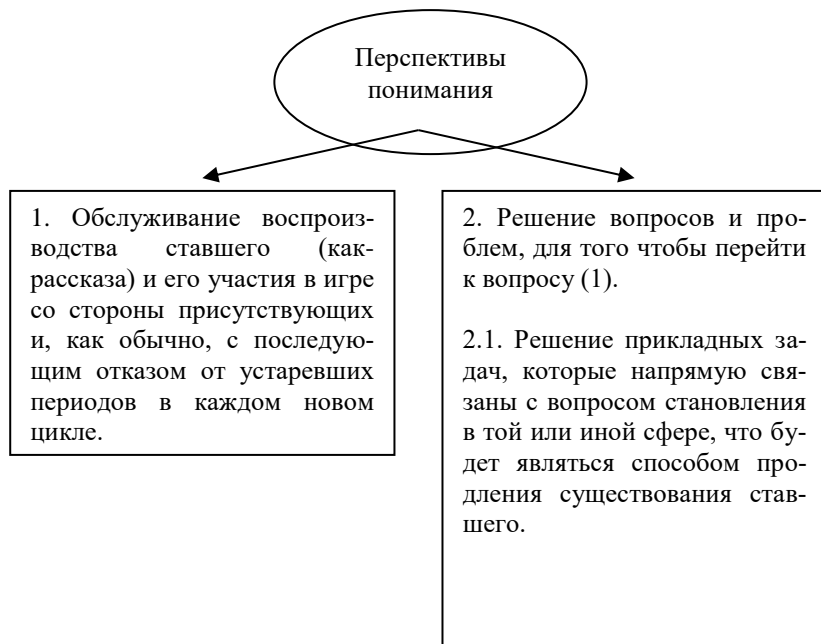 Перспективы
понимания
1. Обслуживание воспроиз-
водства ставшего (как-
рассказа) и его участия в игре
со стороны присутствующих
и, как обычно, с последую-
щим отказом от устаревших
периодов в каждом новом
цикле.
2. Решение вопросов и про-
блем, для того чтобы перейти
к вопросу (1).
2.1. Решение прикладных за-
дач, которые напрямую свя-
заны с вопросом становления
в той или иной сфере, что бу-
дет являться способом про-
дления существования став-
шего.